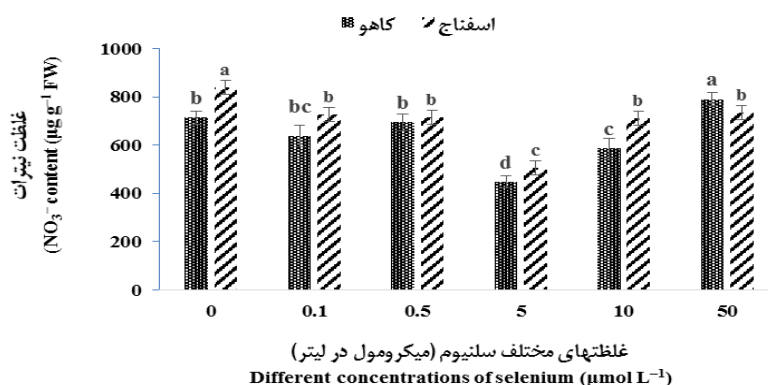 کاهو اسفناج
1000
800
600
400
200
0
غلظت نیترات
(NO₃⁻ content (µg g⁻¹ FW)
b a
bc b
b b
d c
c b
a b
0 0.1 0.5 5 10 50
غلظتهای مختلف سلنیوم (میکرومول در لیتر)
Different concentrations of selenium (µmol L⁻¹)